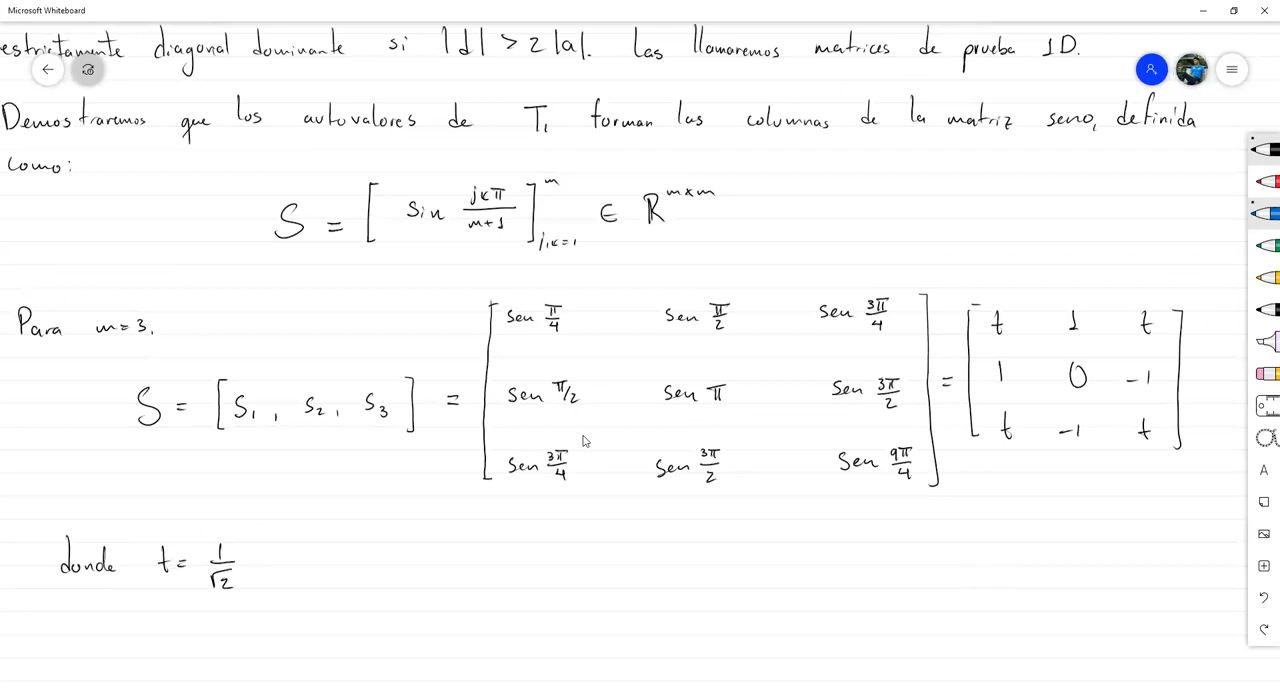 Microsoft Whiteboard
estrictamente diagonal dominante si |d| > 2|a|. Las llamaremos matrices de prueba 1D.
Demostraremos que los autovalores de T₁ forman las columnas de la matriz seno, definida
como:
S = [ sin jkπ/(m+1) ]ᵐ_{j,k=1} ∈ ℝ^{m×m}
Para m=3,
S = [ s₁, s₂, s₃ ] = [ sen π/4 sen π/2 sen 3π/4 ] = [ t 1 t ]
[ sen π/2 sen π sen 3π/2 ] [ 1 0 -1 ]
[ sen 3π/4 sen 3π/2 sen 9π/4 ] [ t -1 t ]
donde t = 1/√2
A